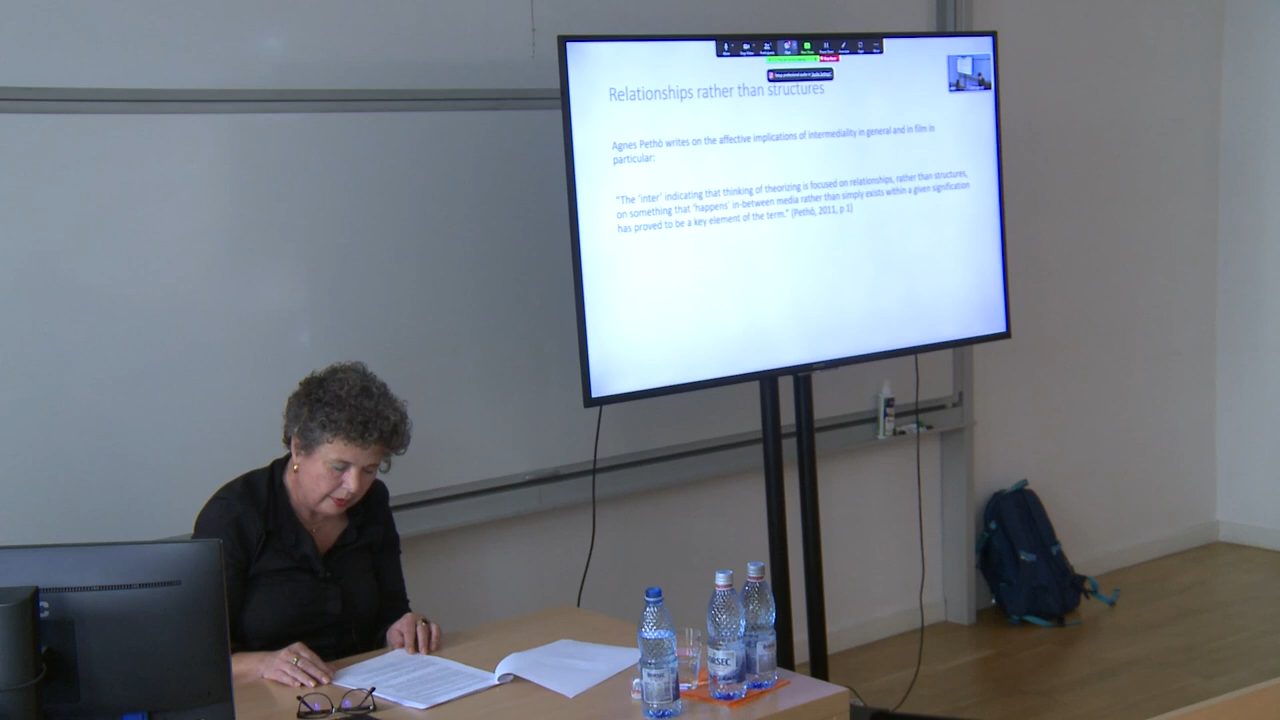 Relationships rather than structures
Agnes Pethö writes on the affective implications of intermediality in general and in film in
particular:
"The 'inter' indicating that thinking of theorizing is focused on relationships, rather than structures,
on something that 'happens' in-between media rather than simply exists within a given signification
has proved to be a key element of the term." (Pethö, 2011, p 1)
BORSEC